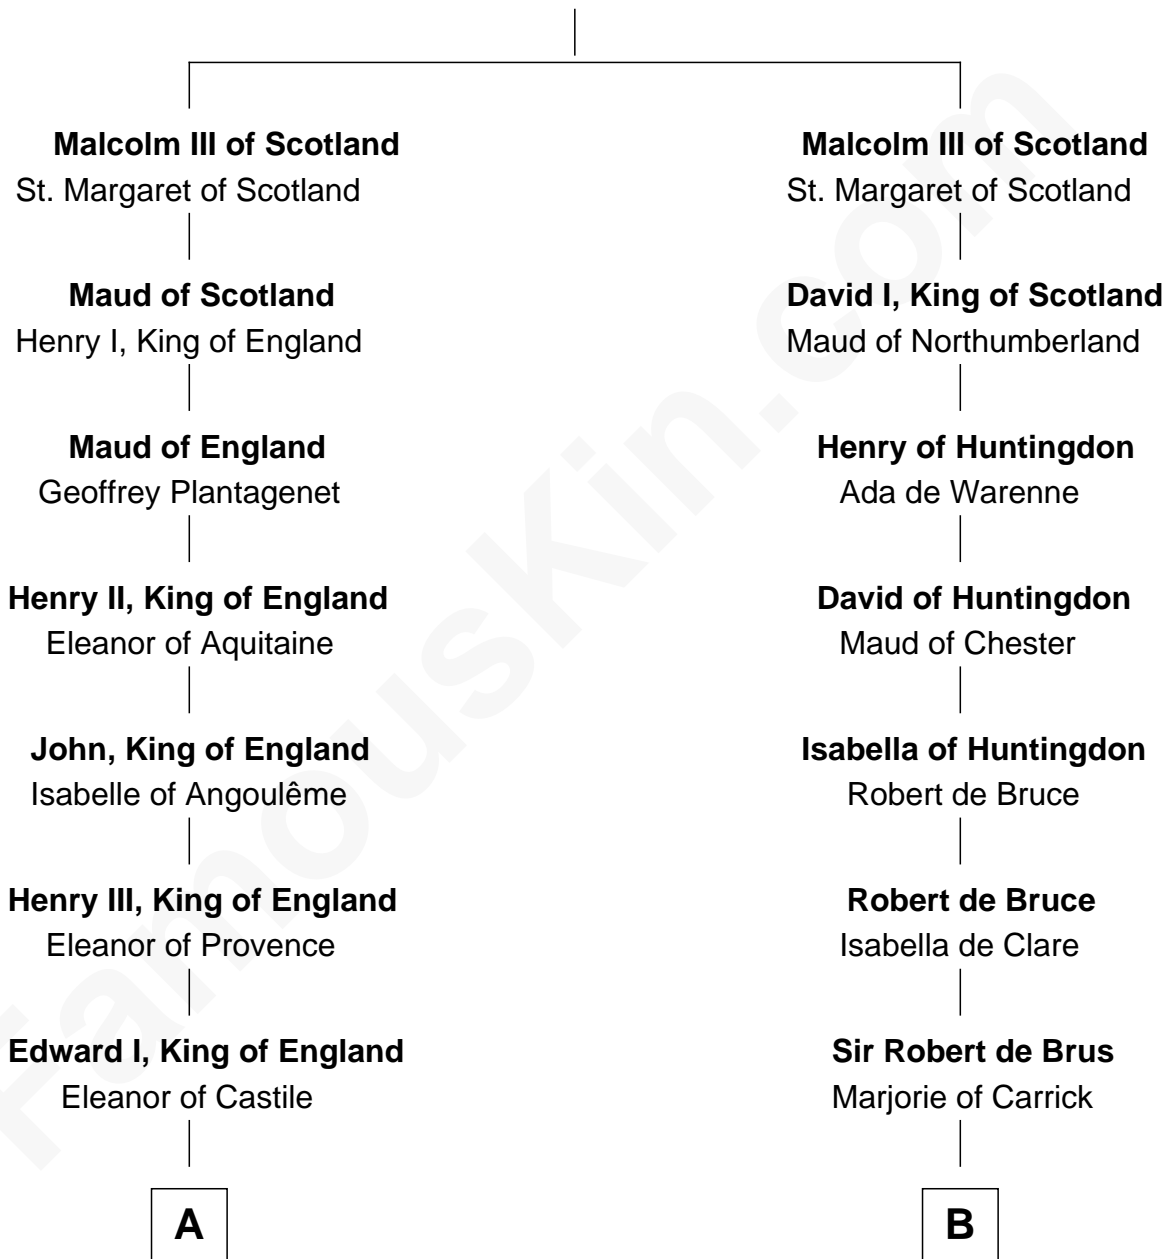 Malcolm III of Scotland
St. Margaret of Scotland
Maud of Scotland
Henry I, King of England
Maud of England
Geoffrey Plantagenet
Henry II, King of England
Eleanor of Aquitaine
John, King of England
Isabelle of Angoulême
Henry III, King of England
Eleanor of Provence
Edward I, King of England
Eleanor of Castile
A
Malcolm III of Scotland
St. Margaret of Scotland
David I, King of Scotland
Maud of Northumberland
Henry of Huntingdon
Ada de Warenne
David of Huntingdon
Maud of Chester
Isabella of Huntingdon
Robert de Bruce
Robert de Bruce
Isabella de Clare
Sir Robert de Brus
Marjorie of Carrick
B
FamousKin.com